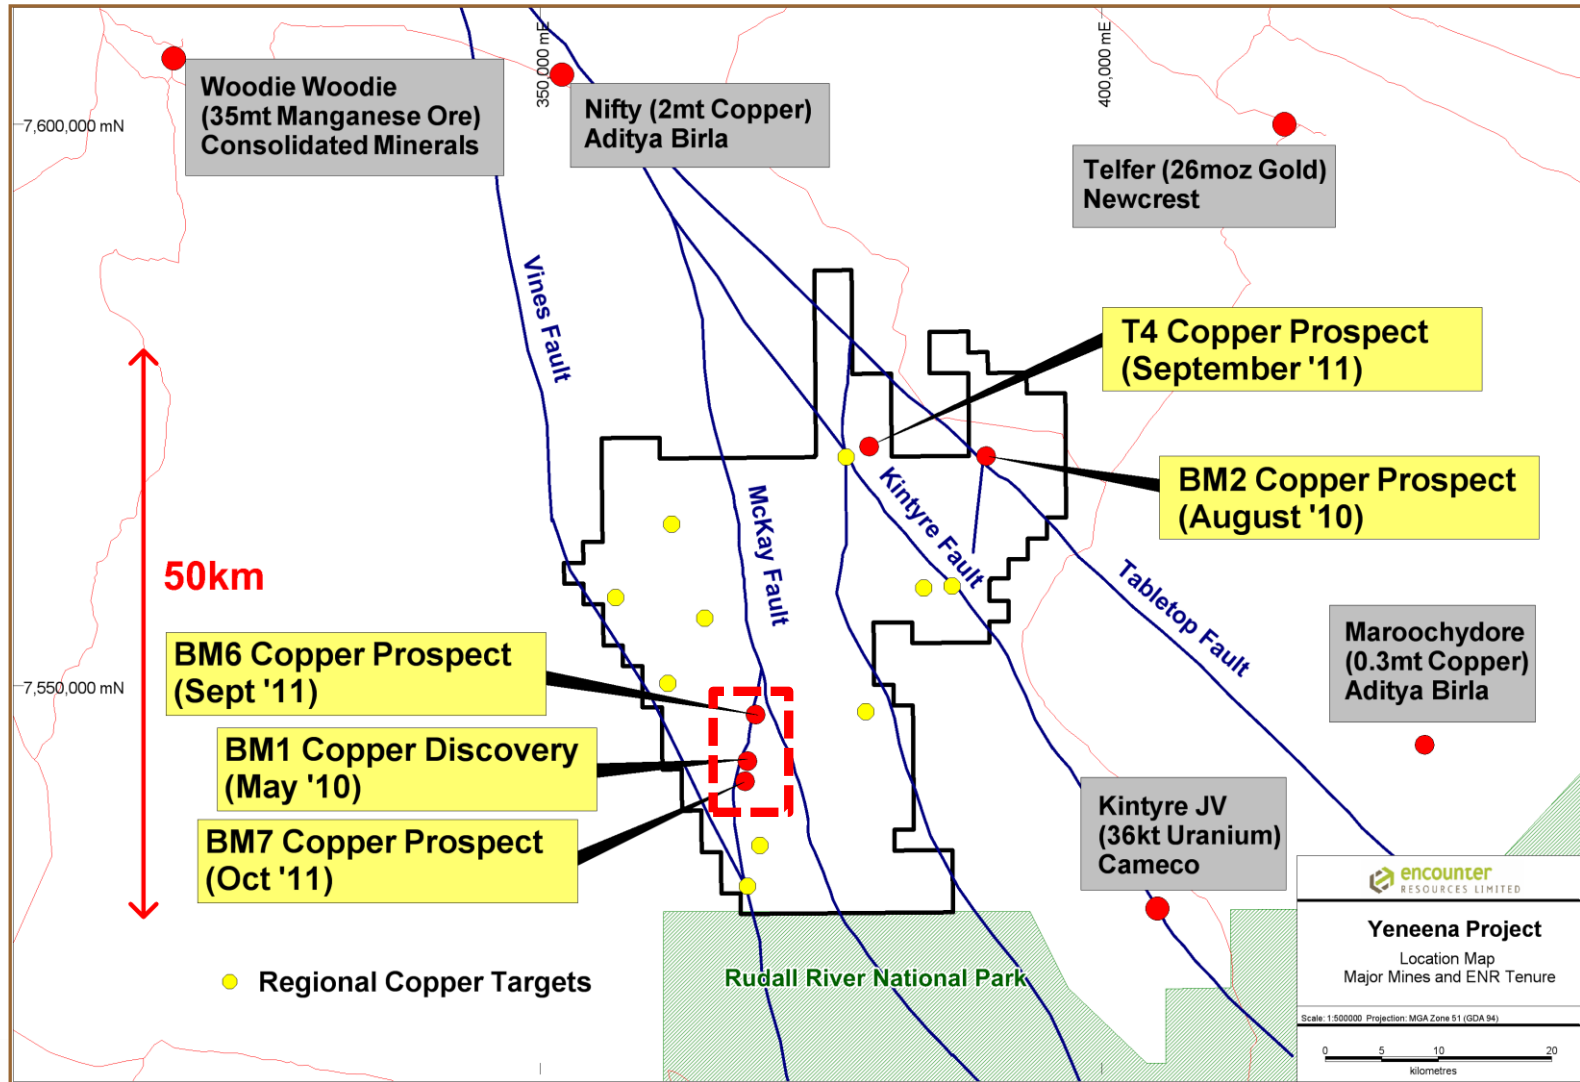 350,000 mE
400,000 mE
7,600,000 mN
Woodie Woodie
(35mt Manganese Ore)
Consolidated Minerals
Nifty (2mt Copper)
Aditya Birla
Telfer (26moz Gold)
Newcrest
Vines Fault
T4 Copper Prospect
(September '11)
McKay Fault
Kintyre Fault
BM2 Copper Prospect
(August '10)
50km
Tabletop Fault
Maroochydore
(0.3mt Copper)
Aditya Birla
BM6 Copper Prospect
(Sept '11)
7,550,000 mN
BM1 Copper Discovery
(May '10)
BM7 Copper Prospect
(Oct '11)
Kintyre JV
(36kt Uranium)
Cameco
Regional Copper Targets
Rudall River National Park
encounter
RESOURCES LIMITED
Yeneena Project
Location Map
Major Mines and ENR Tenure
Scale: 1:500000 Projection: MGA Zone 51 (GDA 94)
0 5 10 20
kilometres